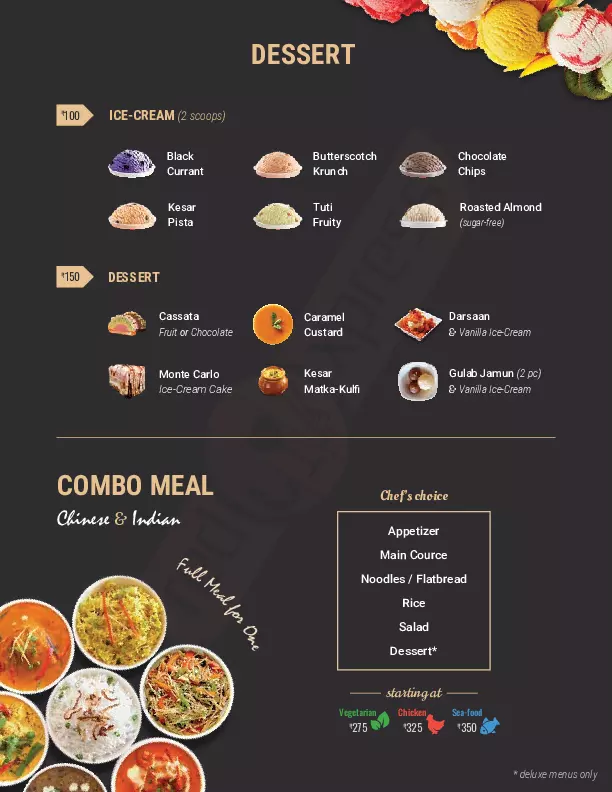 DESSERT
₹100
ICE-CREAM (2 scoops)
Black
Currant
Butterscotch
Krunch
Chocolate
Chips
Kesar
Pista
Tuti
Fruity
Roasted Almond
(sugar-free)
₹150
DESSERT
Cassata
Fruit or Chocolate
Caramel
Custard
Darsaan
& Vanilla Ice-Cream
Monte Carlo
Ice-Cream Cake
Kesar
Matka-Kulfi
Gulab Jamun (2 pc)
& Vanilla Ice-Cream
COMBO MEAL
Chinese & Indian
Full Meal for One
Chef's choice
Appetizer
Main Cource
Noodles / Flatbread
Rice
Salad
Dessert*
starting at
Vegetarian
₹275
Chicken
₹325
Sea-food
₹350
* deluxe menus only